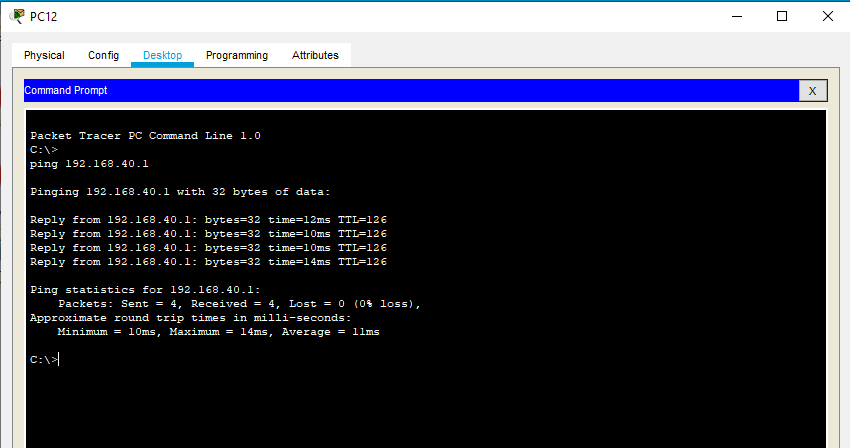 PC12
Physical Config Desktop Programming Attributes
Command Prompt X
Packet Tracer PC Command Line 1.0
C:\>
ping 192.168.40.1
Pinging 192.168.40.1 with 32 bytes of data:
Reply from 192.168.40.1: bytes=32 time=12ms TTL=126
Reply from 192.168.40.1: bytes=32 time=10ms TTL=126
Reply from 192.168.40.1: bytes=32 time=10ms TTL=126
Reply from 192.168.40.1: bytes=32 time=14ms TTL=126
Ping statistics for 192.168.40.1:
Packets: Sent = 4, Received = 4, Lost = 0 (0% loss),
Approximate round trip times in milli-seconds:
Minimum = 10ms, Maximum = 14ms, Average = 11ms
C:\>